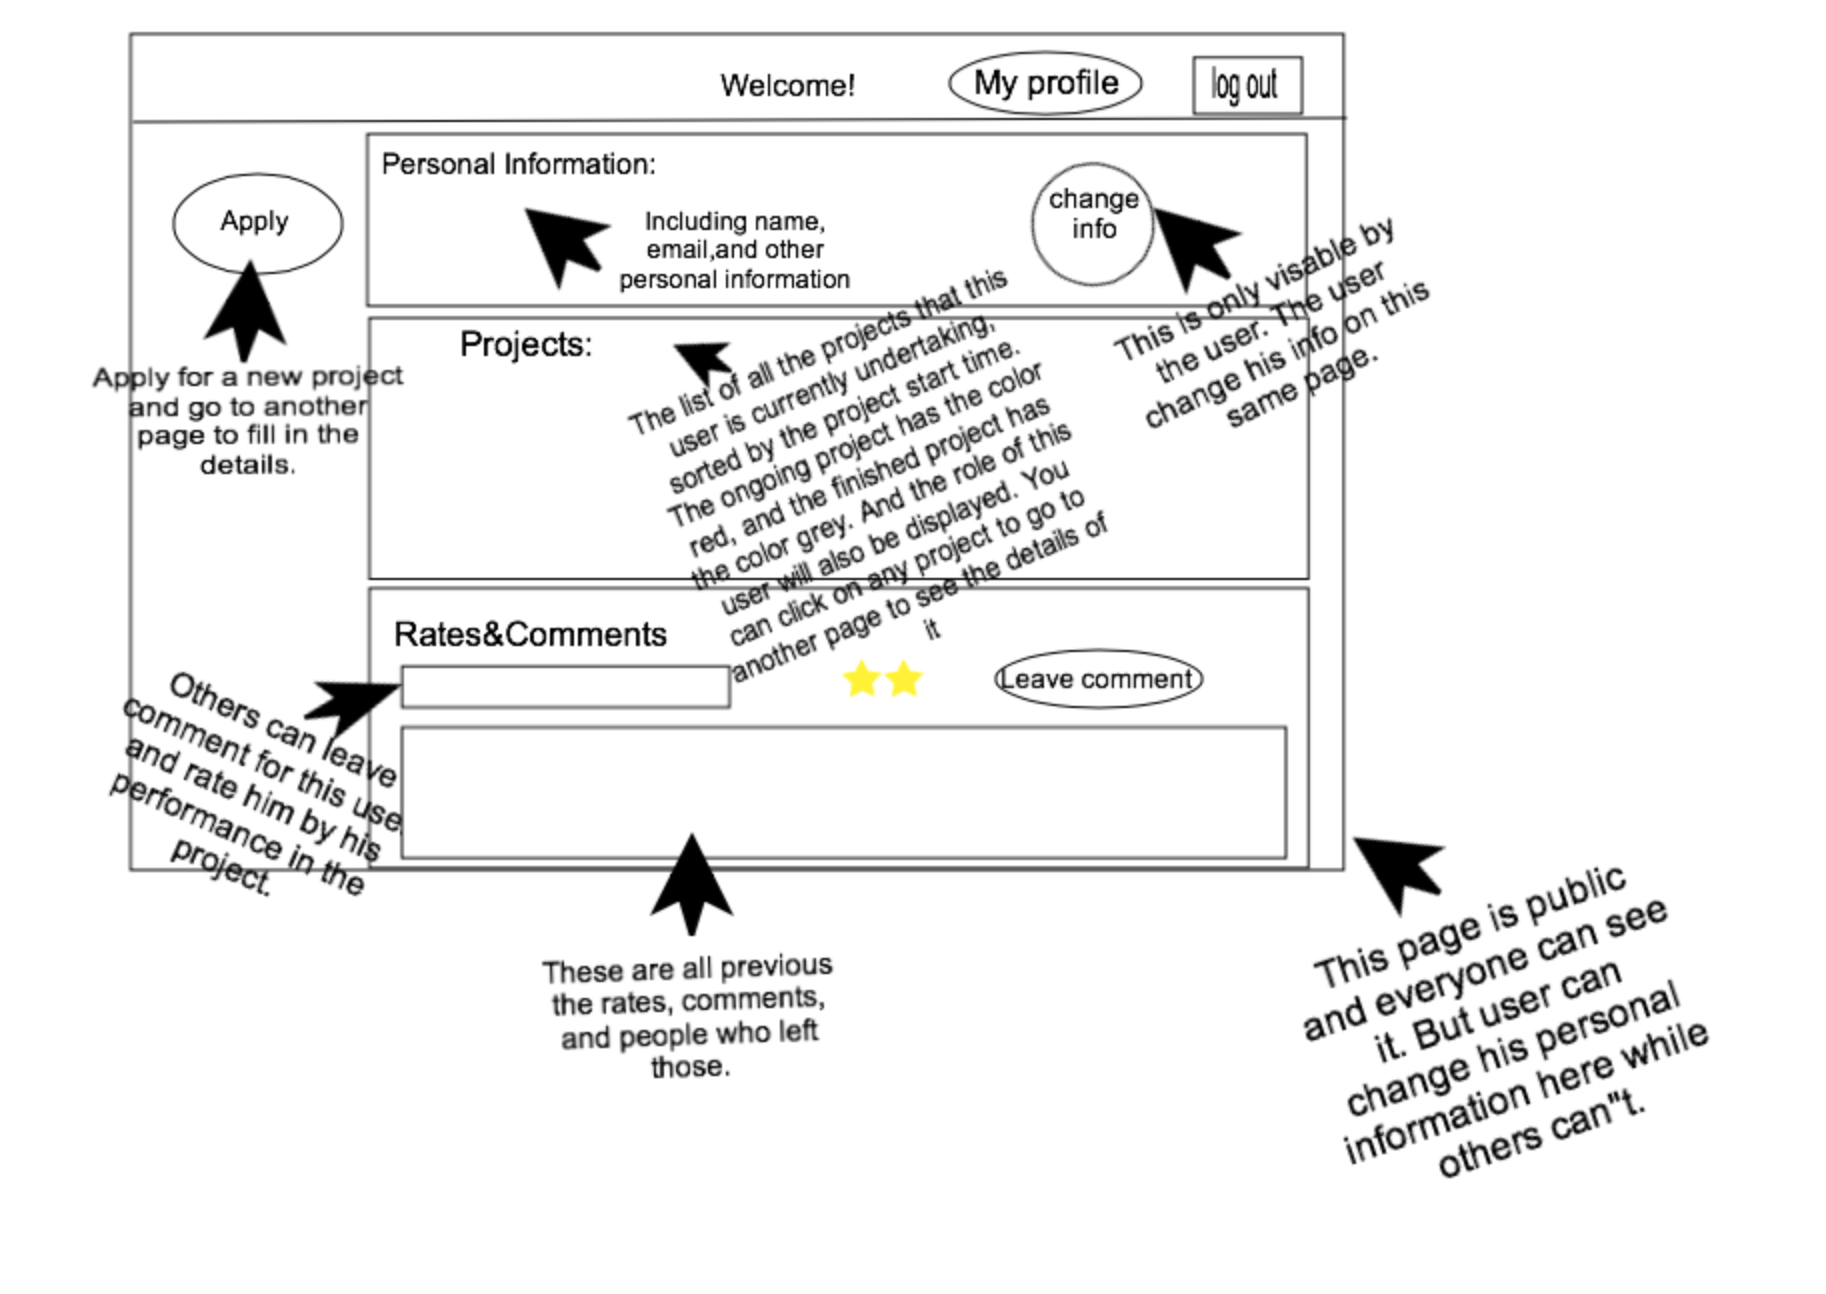 Welcome!
My profile
log out
Personal Information:
Including name,
email,and other
personal information
change
info
Apply
This is only visable by
the user. The user
change his info on this
same page.
Apply for a new project
and go to another
page to fill in the
details.
Projects:
The list of all the projects that this
user is currently undertaking,
sorted by the project start time.
The ongoing project has the color
red, and the finished project has
the color grey. And the role of this
user will also be displayed. You
can click on any project to go to
another page to see the details of
it
Rates&Comments
Leave comment
Others can leave
comment for this use
and rate him by his
performance in the
project.
These are all previous
the rates, comments,
and people who left
those.
This page is public
and everyone can see
it. But user can
change his personal
information here while
others can"t.